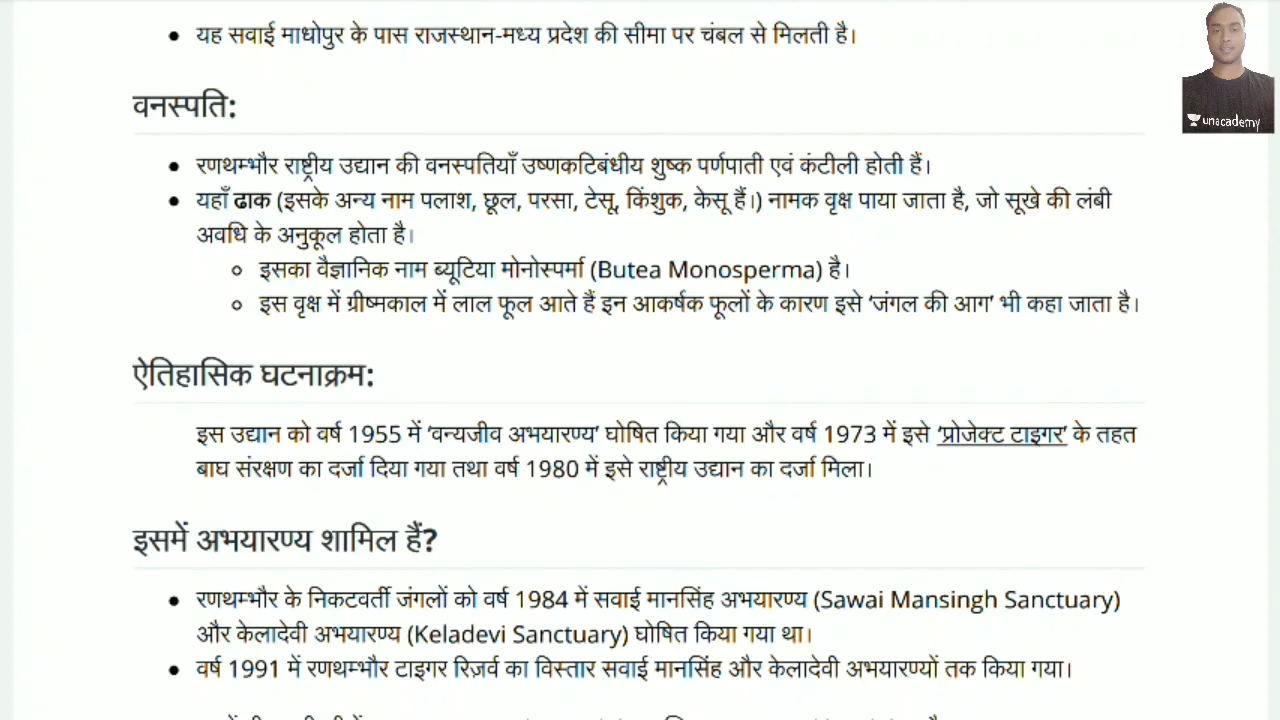 यह सवाई माधोपुर के पास राजस्थान-मध्य प्रदेश की सीमा पर चंबल से मिलती है।
unacademy
वनस्पति:
रणथम्भौर राष्ट्रीय उद्यान की वनस्पतियाँ उष्णकटिबंधीय शुष्क पर्णपाती एवं कंटीली होती हैं।
यहाँ ढाक (इसके अन्य नाम पलाश, छूल, परसा, टेसू, किंशुक, केसू हैं।) नामक वृक्ष पाया जाता है, जो सूखे की लंबी
अवधि के अनुकूल होता है।
इसका वैज्ञानिक नाम ब्यूटिया मोनोस्पर्मा (Butea Monosperma) है।
इस वृक्ष में ग्रीष्मकाल में लाल फूल आते हैं इन आकर्षक फूलों के कारण इसे ‘जंगल की आग’ भी कहा जाता है।
ऐतिहासिक घटनाक्रम:
इस उद्यान को वर्ष 1955 में ‘वन्यजीव अभयारण्य’ घोषित किया गया और वर्ष 1973 में इसे ‘प्रोजेक्ट टाइगर’ के तहत
बाघ संरक्षण का दर्जा दिया गया तथा वर्ष 1980 में इसे राष्ट्रीय उद्यान का दर्जा मिला।
इसमें अभयारण्य शामिल हैं?
रणथम्भौर के निकटवर्ती जंगलों को वर्ष 1984 में सवाई मानसिंह अभयारण्य (Sawai Mansingh Sanctuary)
और केलादेवी अभयारण्य (Keladevi Sanctuary) घोषित किया गया था।
वर्ष 1991 में रणथम्भौर टाइगर रिज़र्व का विस्तार सवाई मानसिंह और केलादेवी अभयारण्यों तक किया गया।